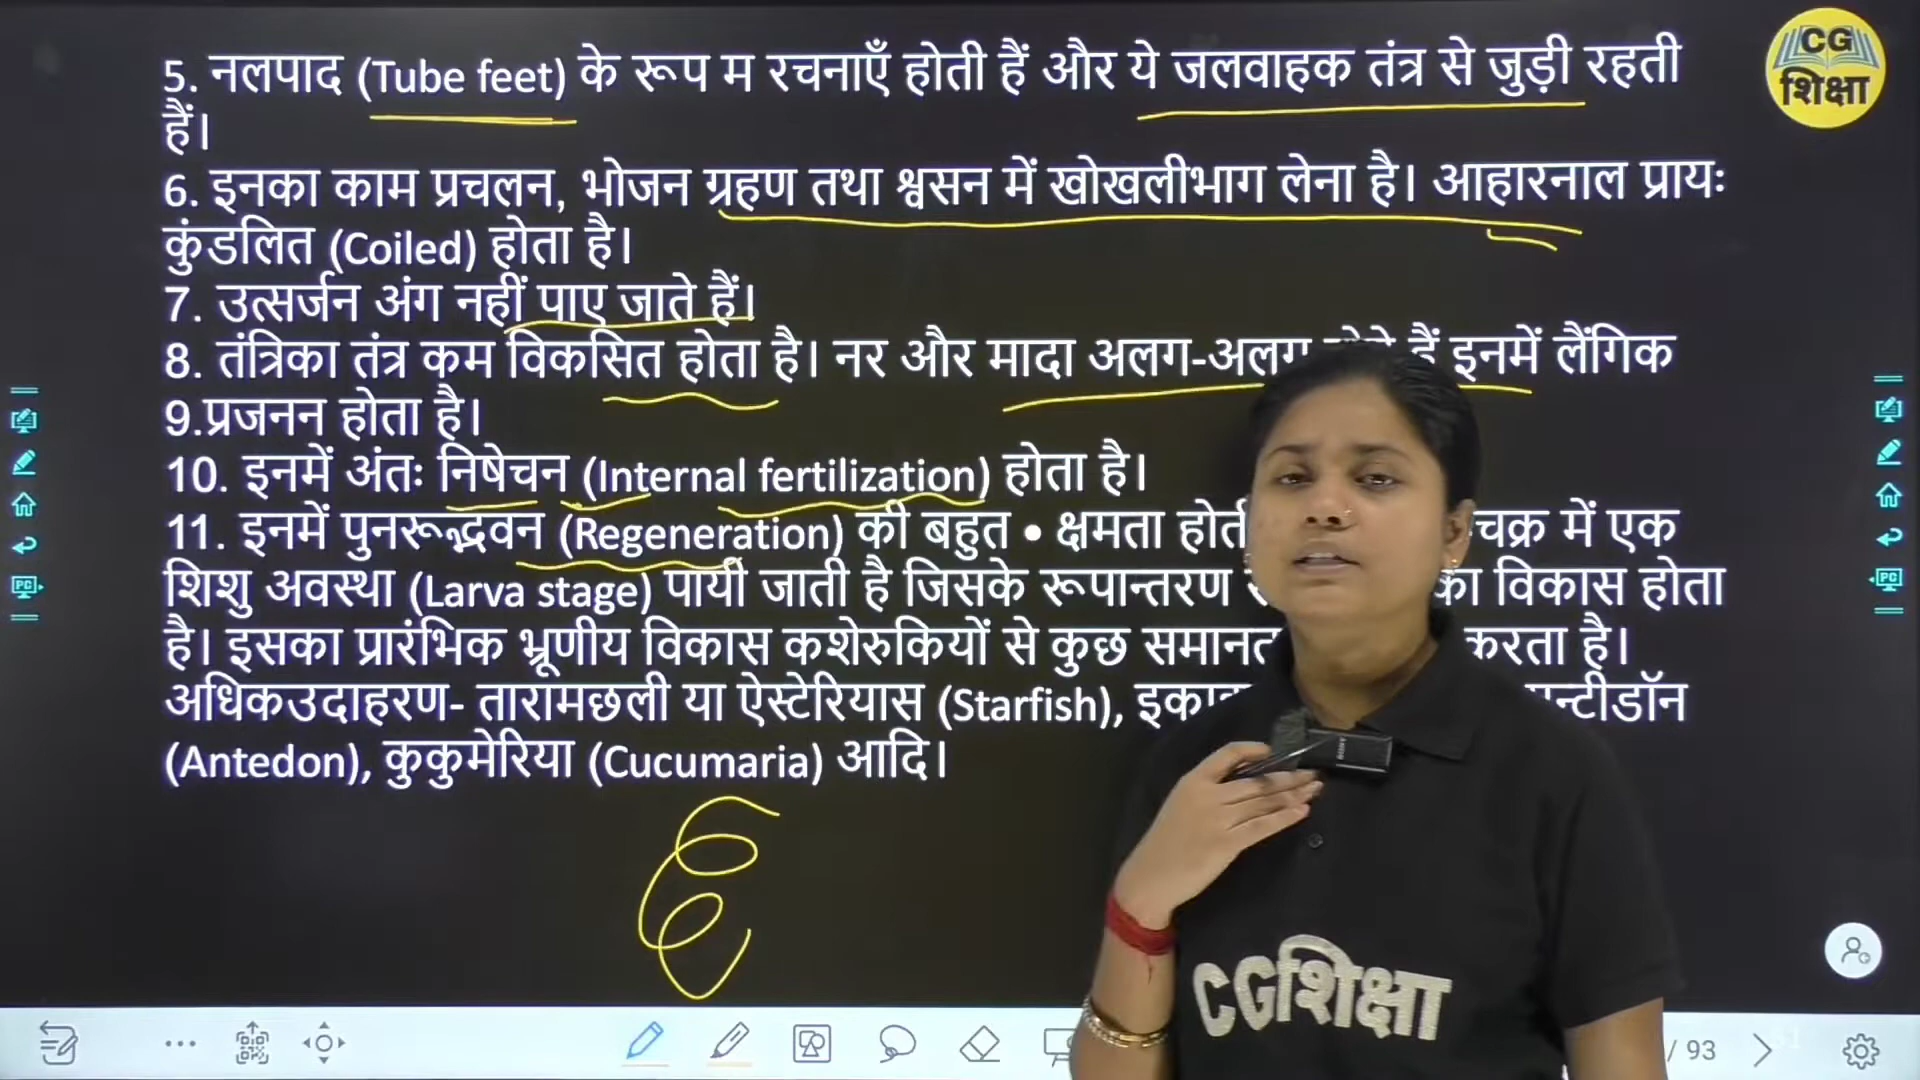 CG
शिक्षा
5. नलपाद (Tube feet) के रूप म रचनाएँ होती हैं और ये जलवाहक तंत्र से जुड़ी रहती
हैं।
6. इनका काम प्रचलन, भोजन ग्रहण तथा श्वसन में खोखलीभाग लेना है। आहारनाल प्रायः
कुंडलित (Coiled) होता है।
7. उत्सर्जन अंग नहीं पाए जाते हैं।
8. तंत्रिका तंत्र कम विकसित होता है। नर और मादा अलग-अलग हैं इनमें लैंगिक
9.प्रजनन होता है।
10. इनमें अंतः निषेचन (Internal fertilization) होता है।
11. इनमें पुनरूद्भवन (Regeneration) की बहुत • क्षमता चक्र में एक
शिशु अवस्था (Larva stage) पायी जाती है जिसके रूपान्तरण का विकास होता
है। इसका प्रारंभिक भ्रूणीय विकास कशेरुकियों से कुछ करता है।
अधिकउदाहरण- तारामछली या ऐस्टेरियास (Starfish),
(Antedon), कुकुमेरिया (Cucumaria) आदि।
CGशिक्षा
/ 93